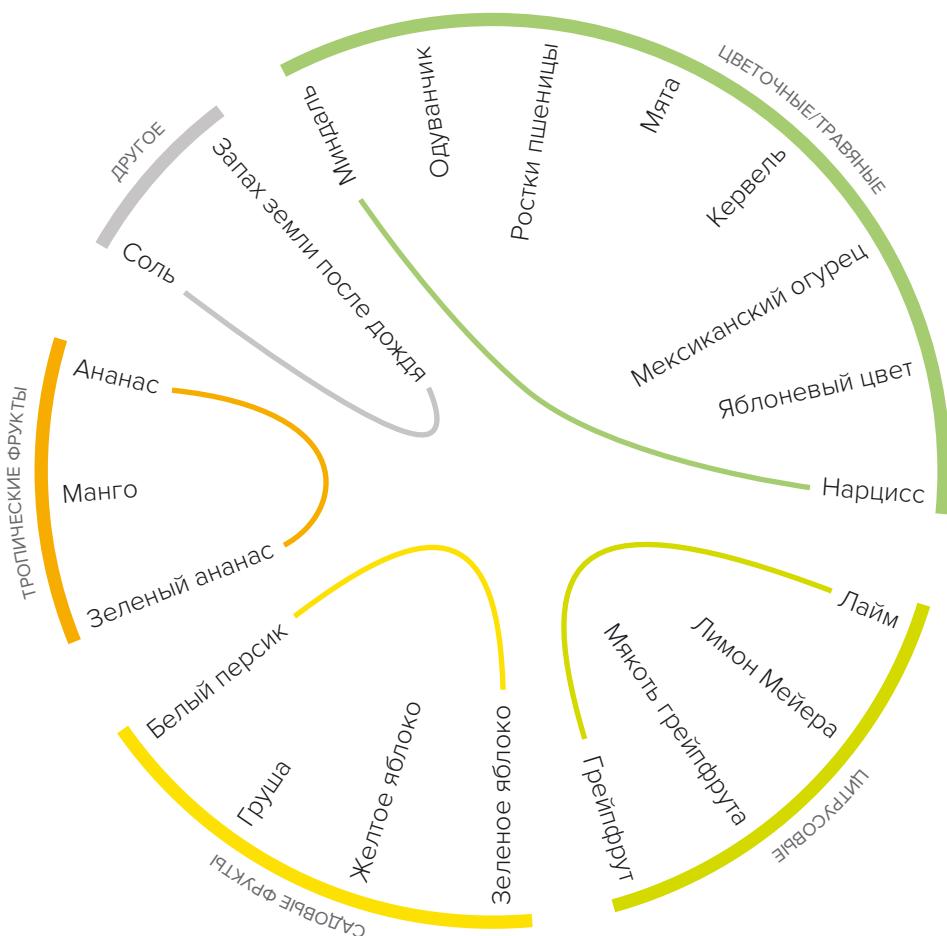 ЦВЕТОЧНЫЕ/ТРАВЯНЫЕ
Миндаль
Одуванчик
Ростки пшеницы
Мята
Кервель
Мексиканский огурец
Яблоневый цвет
Нарцисс
ЦИТРУСОВЫЕ
Лайм
Лимон Мейера
Мякоть грейпфрута
Грейпфрут
САДОВЫЕ ФРУКТЫ
Зеленое яблоко
Желтое яблоко
Груша
Белый персик
ТРОПИЧЕСКИЕ ФРУКТЫ
Зеленый ананас
Манго
Ананас
ДРУГОЕ
Соль
Запах земли после дождя